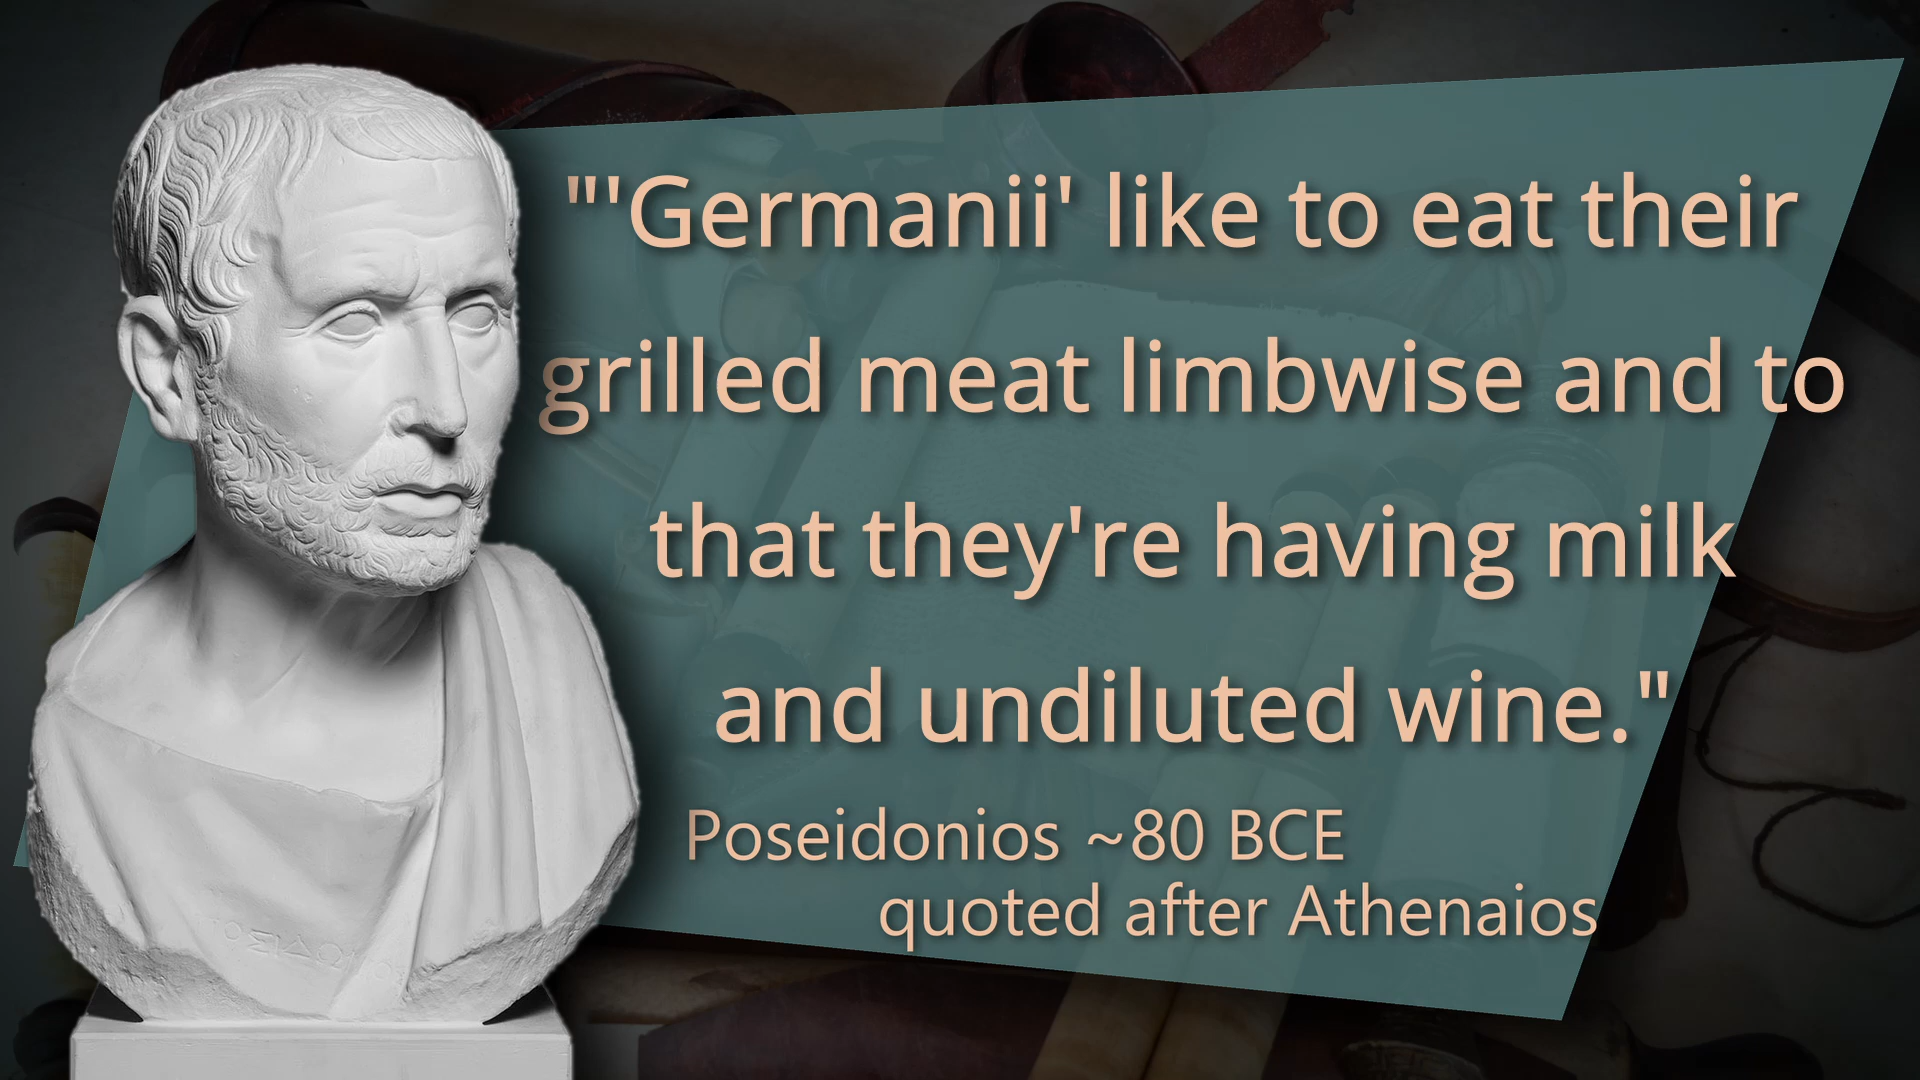 "'Germanii' like to eat their
grilled meat limbwise and to
that they're having milk
and undiluted wine."
Poseidonios ~80 BCE
quoted after Athenaios